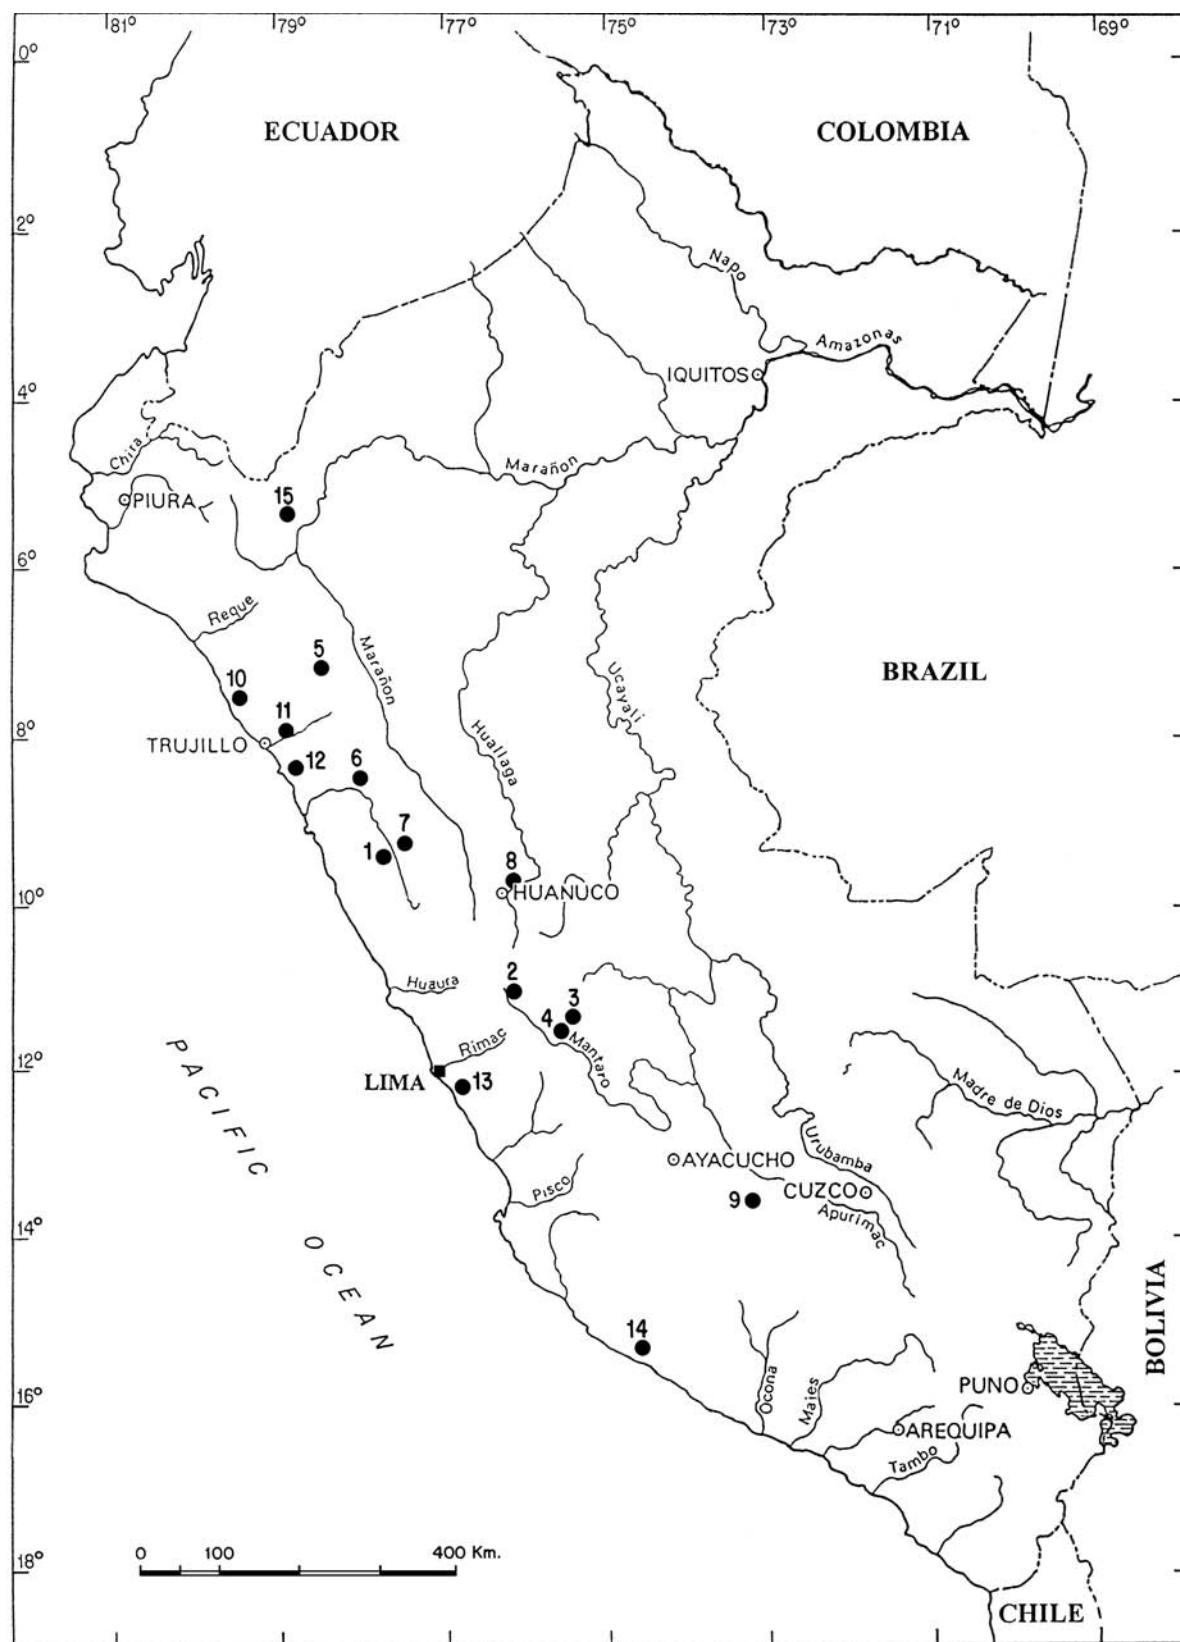 81°
79°
77°
75°
73°
71°
69°
0°
ECUADOR
COLOMBIA
2°
Napo
Amazonas
IQUITOS
4°
Chira
Marañon
PIURA
15
6°
Reque
5
Marañon
Ucayali
BRAZIL
10
11
8°
TRUJILLO
Huallaga
12
6
7
1
8
HUANUCO
10°
2
Huaura
3
4
Rimac
Mantaro
12°
LIMA
13
Madre de Dios
PACIFIC OCEAN
AYACUCHO
Urubamba
Pisco
CUZCO
9
Apurimac
14°
14
BOLIVIA
PUNO
Ocona
Majes
16°
AREQUIPA
Tambo
0 100 400 Km.
18°
CHILE